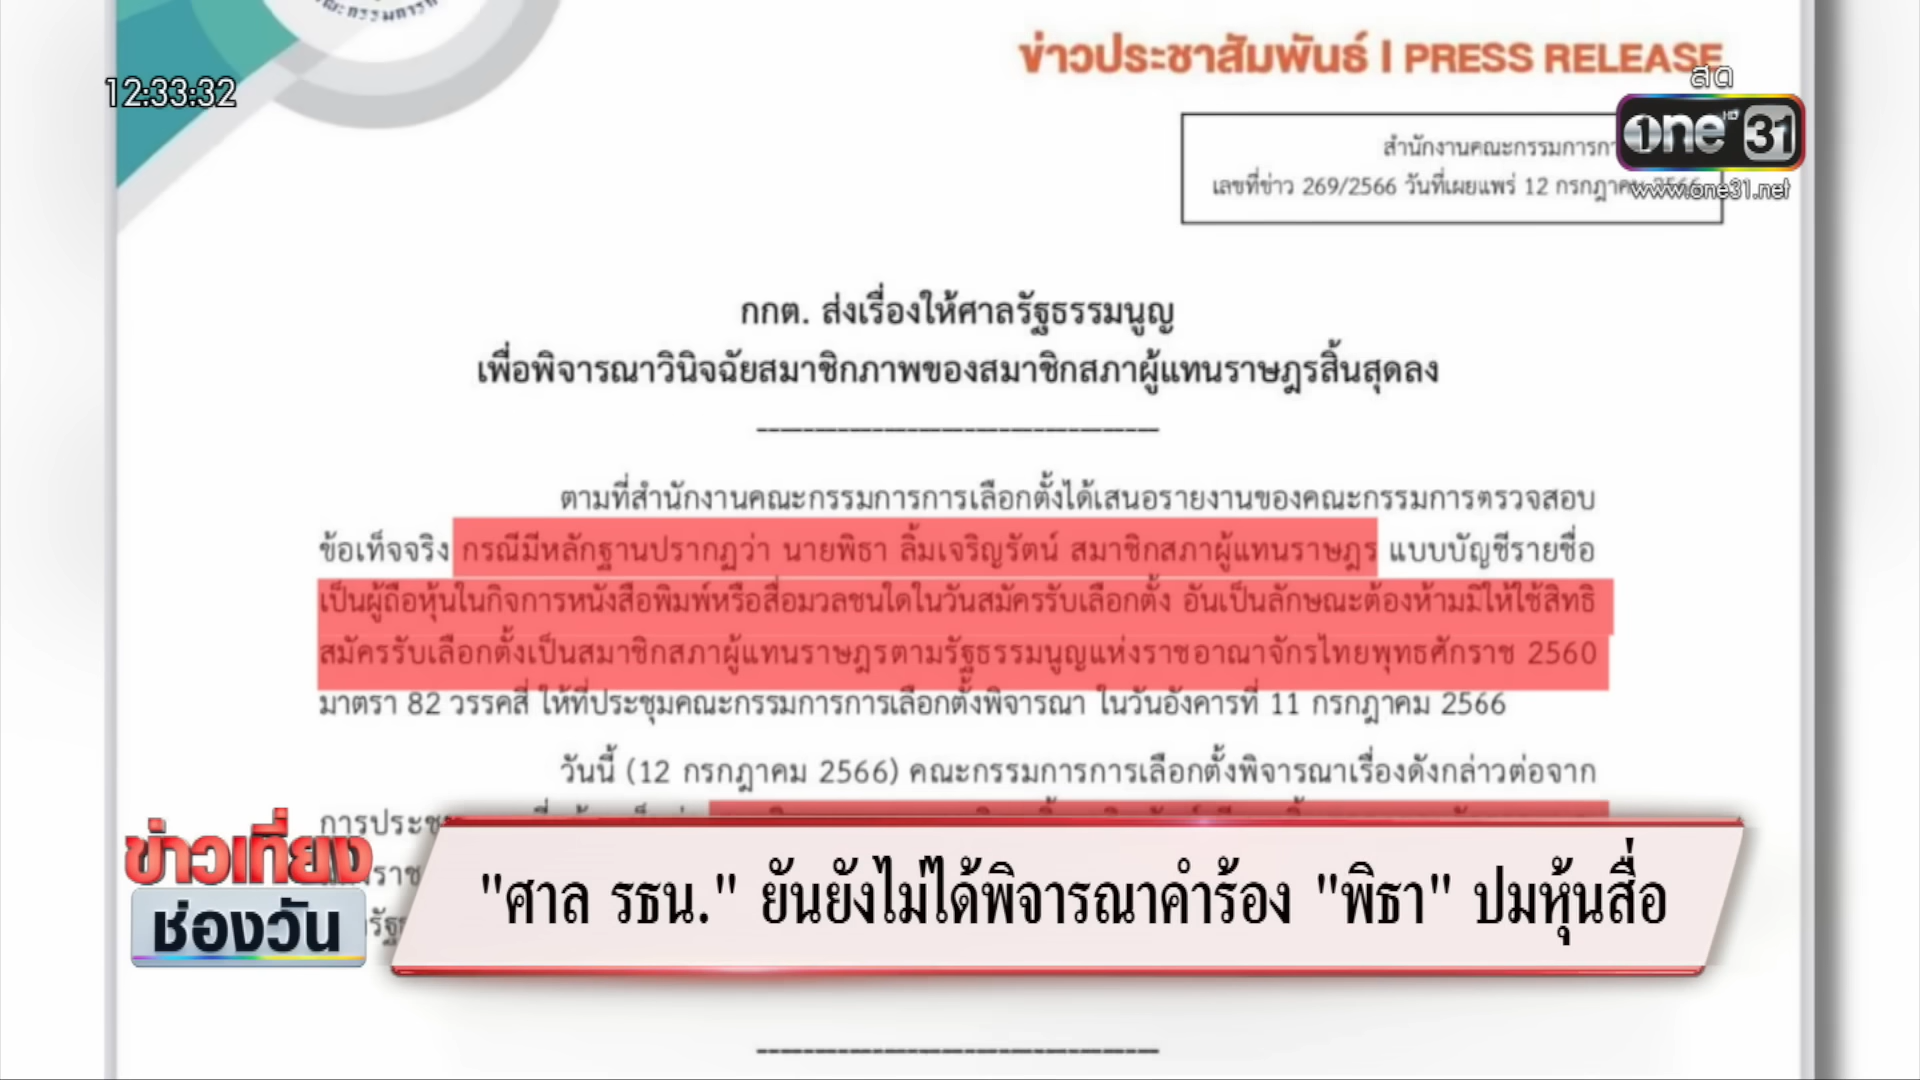 ข่าวประชาสัมพันธ์ | PRESS RELEASE
12:33:32
สด
one HD 31
www.one31.net
สำนักงานคณะกรรมการ
เลขที่ข่าว 269/2566 วันที่เผยแพร่ 12 กรกฎาคม 2566
กกต. ส่งเรื่องให้ศาลรัฐธรรมนูญ
เพื่อพิจารณาวินิจฉัยสมาชิกภาพของสมาชิกสภาผู้แทนราษฎรสิ้นสุดลง
ตามที่สำนักงานคณะกรรมการการเลือกตั้งได้เสนอรายงานของคณะกรรมการตรวจสอบ
ข้อเท็จจริง กรณีมีหลักฐานปรากฏว่า นายพิธา ลิ้มเจริญรัตน์ สมาชิกสภาผู้แทนราษฎร แบบบัญชีรายชื่อ
เป็นผู้ถือหุ้นในกิจการหนังสือพิมพ์หรือสื่อมวลชนใดในวันสมัครรับเลือกตั้ง อันเป็นลักษณะต้องห้ามมิให้ใช้สิทธิ
สมัครรับเลือกตั้งเป็นสมาชิกสภาผู้แทนราษฎรตามรัฐธรรมนูญแห่งราชอาณาจักรไทยพุทธศักราช 2560
มาตรา 82 วรรคสี่ ให้ที่ประชุมคณะกรรมการการเลือกตั้งพิจารณา ในวันอังคารที่ 11 กรกฎาคม 2566
วันนี้ (12 กรกฎาคม 2566) คณะกรรมการการเลือกตั้งพิจารณาเรื่องดังกล่าวต่อจาก
การประชุม
ข่าวเที่ยง
ช่องวัน
"ศาล รธน." ยันยังไม่ได้พิจารณาคำร้อง "พิธา" ปมหุ้นสื่อ